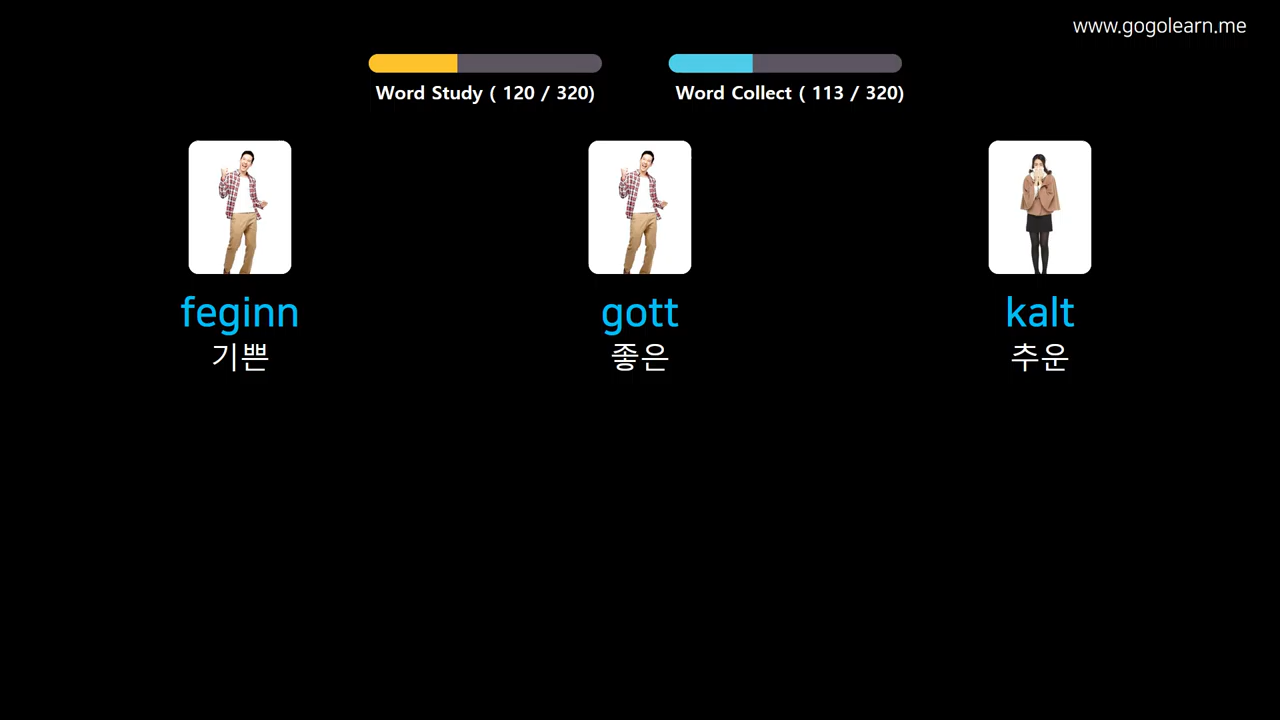 www.gogolearn.me
Word Study ( 120 / 320)
Word Collect ( 113 / 320)
feginn
gott
kalt
기쁜
좋은
추운